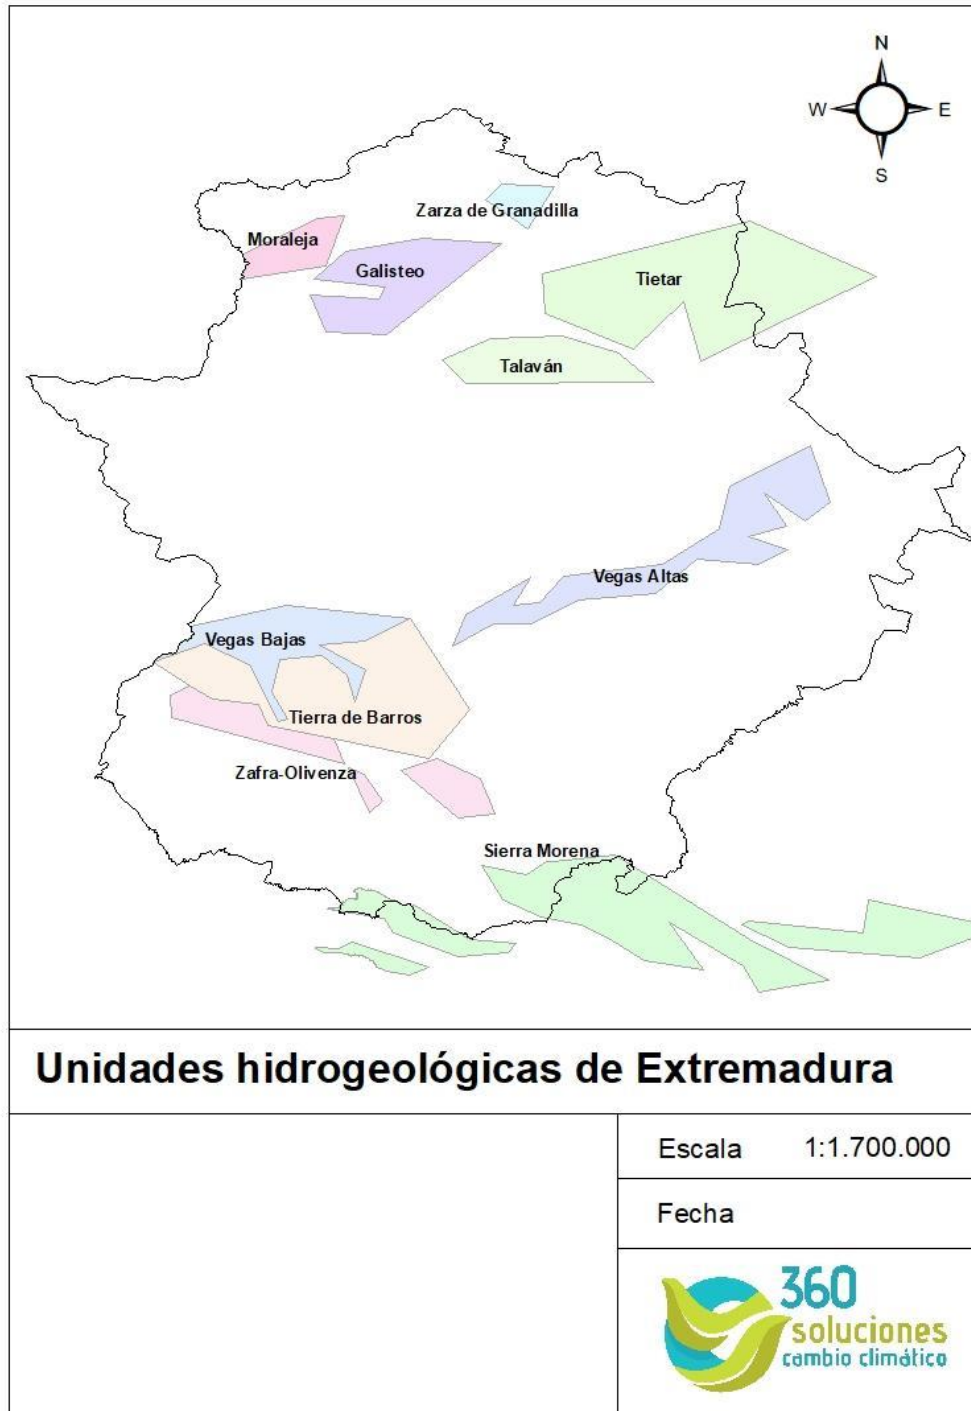 N
W
E
S
Zarza de Granadilla
Moraleja
Galisteo
Tietar
Talaván
Vegas Altas
Vegas Bajas
Tierra de Barros
Zafra-Olivenza
Sierra Morena
Unidades hidrogeológicas de Extremadura
Escala 1:1.700.000
Fecha
360
soluciones
cambio climático